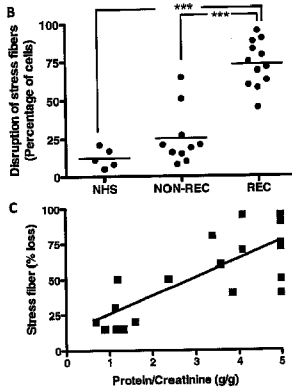 B
***
***
Disruption of stress fibers
(Percentage of cells)
100
75
50
25
0
NHS NON-REC REC
C
Stress fiber (% loss)
100
75
50
25
0
0 1 2 3 4 5
Protein/Creatinine (g/g)